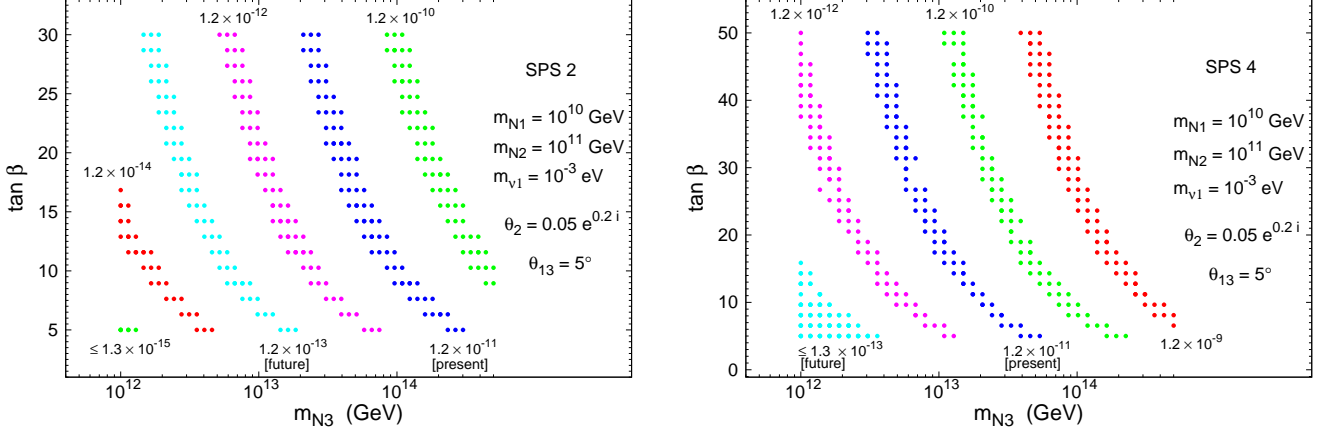 1.2 × 10⁻¹² 1.2 × 10⁻¹⁰
30
25
20
15
10
5
tan β
SPS 2
m_N1 = 10¹⁰ GeV
m_N2 = 10¹¹ GeV
m_ν1 = 10⁻³ eV
θ₂ = 0.05 e^0.2 i
θ₁₃ = 5°
1.2 × 10⁻¹⁴
≤ 1.3 × 10⁻¹⁵ 1.2 × 10⁻¹³ 1.2 × 10⁻¹¹
[future] [present]
10¹² 10¹³ 10¹⁴
m_N3 (GeV)
1.2 × 10⁻¹² 1.2 × 10⁻¹⁰
50
40
30
20
10
0
tan β
SPS 4
m_N1 = 10¹⁰ GeV
m_N2 = 10¹¹ GeV
m_ν1 = 10⁻³ eV
θ₂ = 0.05 e^0.2 i
θ₁₃ = 5°
≤ 1.3 × 10⁻¹³ 1.2 × 10⁻¹¹ 1.2 × 10⁻⁹
[future] [present]
10¹² 10¹³ 10¹⁴
m_N3 (GeV)